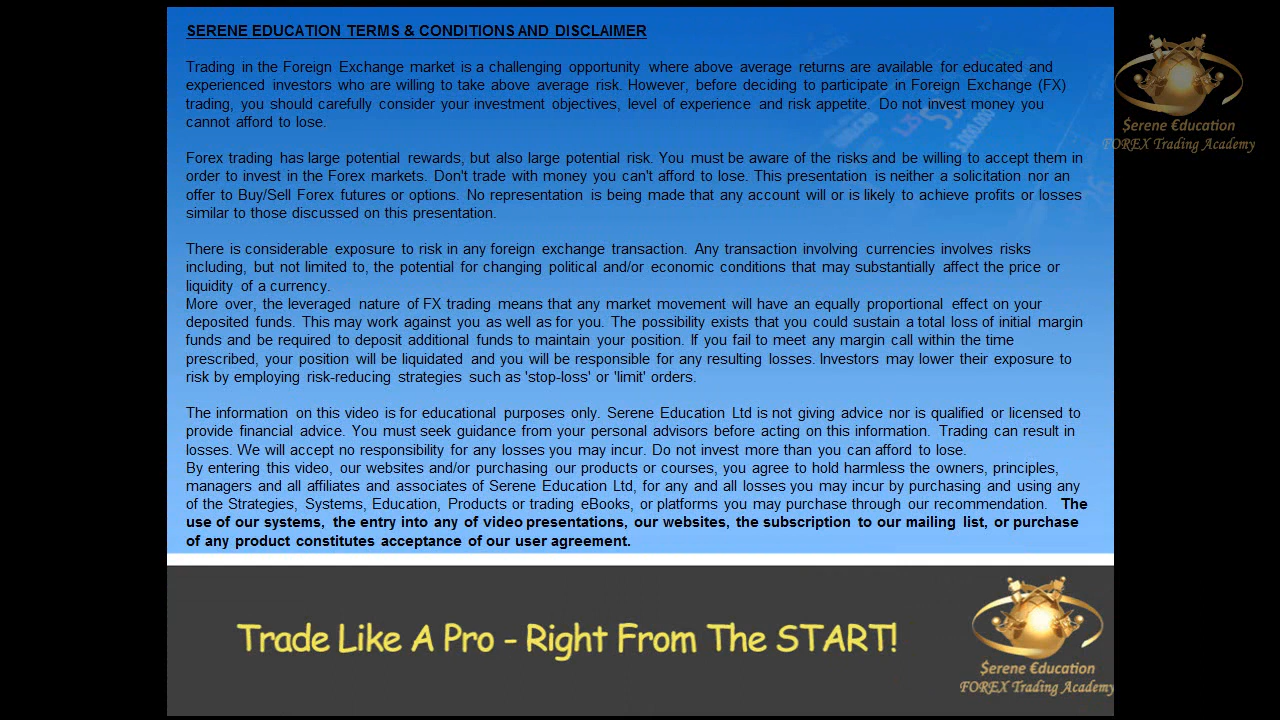 SERENE EDUCATION TERMS & CONDITIONS AND DISCLAIMER
Trading in the Foreign Exchange market is a challenging opportunity where above average returns are available for educated and
experienced investors who are willing to take above average risk. However, before deciding to participate in Foreign Exchange (FX)
trading, you should carefully consider your investment objectives, level of experience and risk appetite. Do not invest money you
cannot afford to lose.
Forex trading has large potential rewards, but also large potential risk. You must be aware of the risks and be willing to accept them in
order to invest in the Forex markets. Don't trade with money you can't afford to lose. This presentation is neither a solicitation nor an
offer to Buy/Sell Forex futures or options. No representation is being made that any account will or is likely to achieve profits or losses
similar to those discussed on this presentation.
There is considerable exposure to risk in any foreign exchange transaction. Any transaction involving currencies involves risks
including, but not limited to, the potential for changing political and/or economic conditions that may substantially affect the price or
liquidity of a currency.
More over, the leveraged nature of FX trading means that any market movement will have an equally proportional effect on your
deposited funds. This may work against you as well as for you. The possibility exists that you could sustain a total loss of initial margin
funds and be required to deposit additional funds to maintain your position. If you fail to meet any margin call within the time
prescribed, your position will be liquidated and you will be responsible for any resulting losses. Investors may lower their exposure to
risk by employing risk-reducing strategies such as 'stop-loss' or 'limit' orders.
The information on this video is for educational purposes only. Serene Education Ltd is not giving advice nor is qualified or licensed to
provide financial advice. You must seek guidance from your personal advisors before acting on this information. Trading can result in
losses. We will accept no responsibility for any losses you may incur. Do not invest more than you can afford to lose.
By entering this video, our websites and/or purchasing our products or courses, you agree to hold harmless the owners, principles,
managers and all affiliates and associates of Serene Education Ltd, for any and all losses you may incur by purchasing and using any
of the Strategies, Systems, Education, Products or trading eBooks, or platforms you may purchase through our recommendation. The
use of our systems, the entry into any of video presentations, our websites, the subscription to our mailing list, or purchase
of any product constitutes acceptance of our user agreement.
$erene €ducation
FOREX Trading Academy
Trade Like A Pro - Right From The START!
$erene €ducation
FOREX Trading Academy